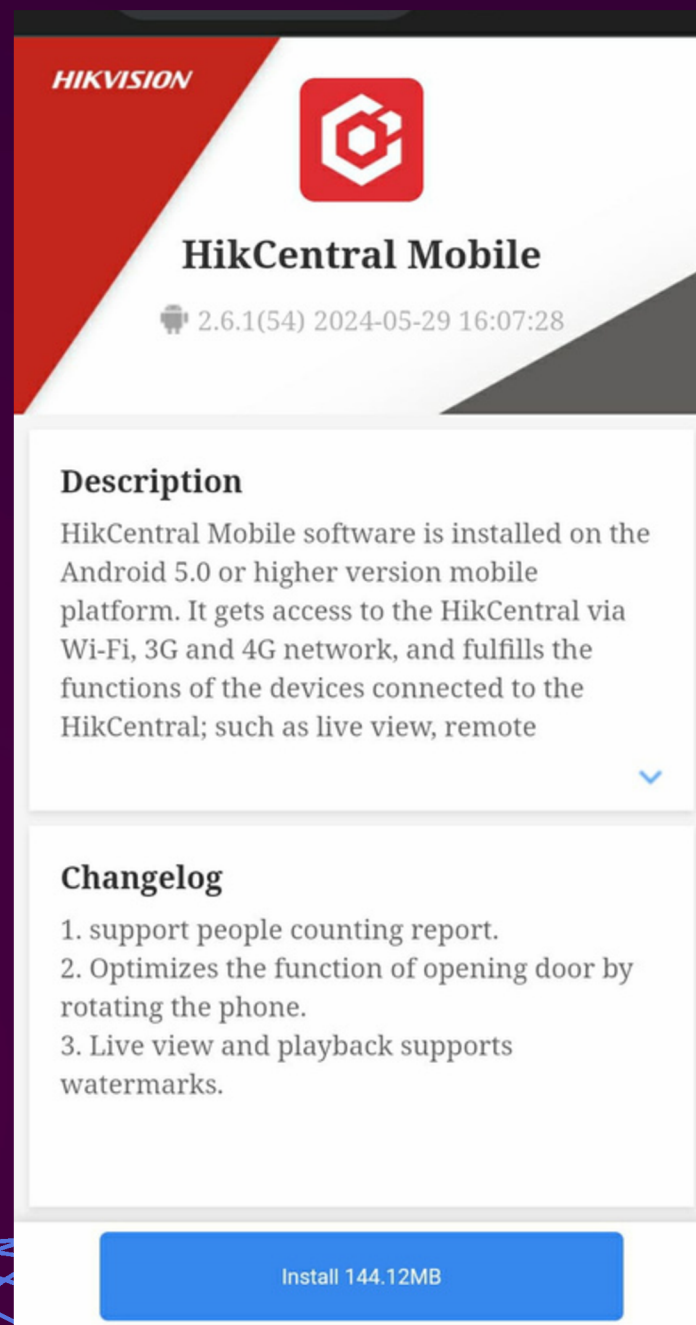 HIKVISION
HikCentral Mobile
2.6.1(54) 2024-05-29 16:07:28
Description
HikCentral Mobile software is installed on the
Android 5.0 or higher version mobile
platform. It gets access to the HikCentral via
Wi-Fi, 3G and 4G network, and fulfills the
functions of the devices connected to the
HikCentral; such as live view, remote
Changelog
1. support people counting report.
2. Optimizes the function of opening door by
rotating the phone.
3. Live view and playback supports
watermarks.
Install 144.12MB